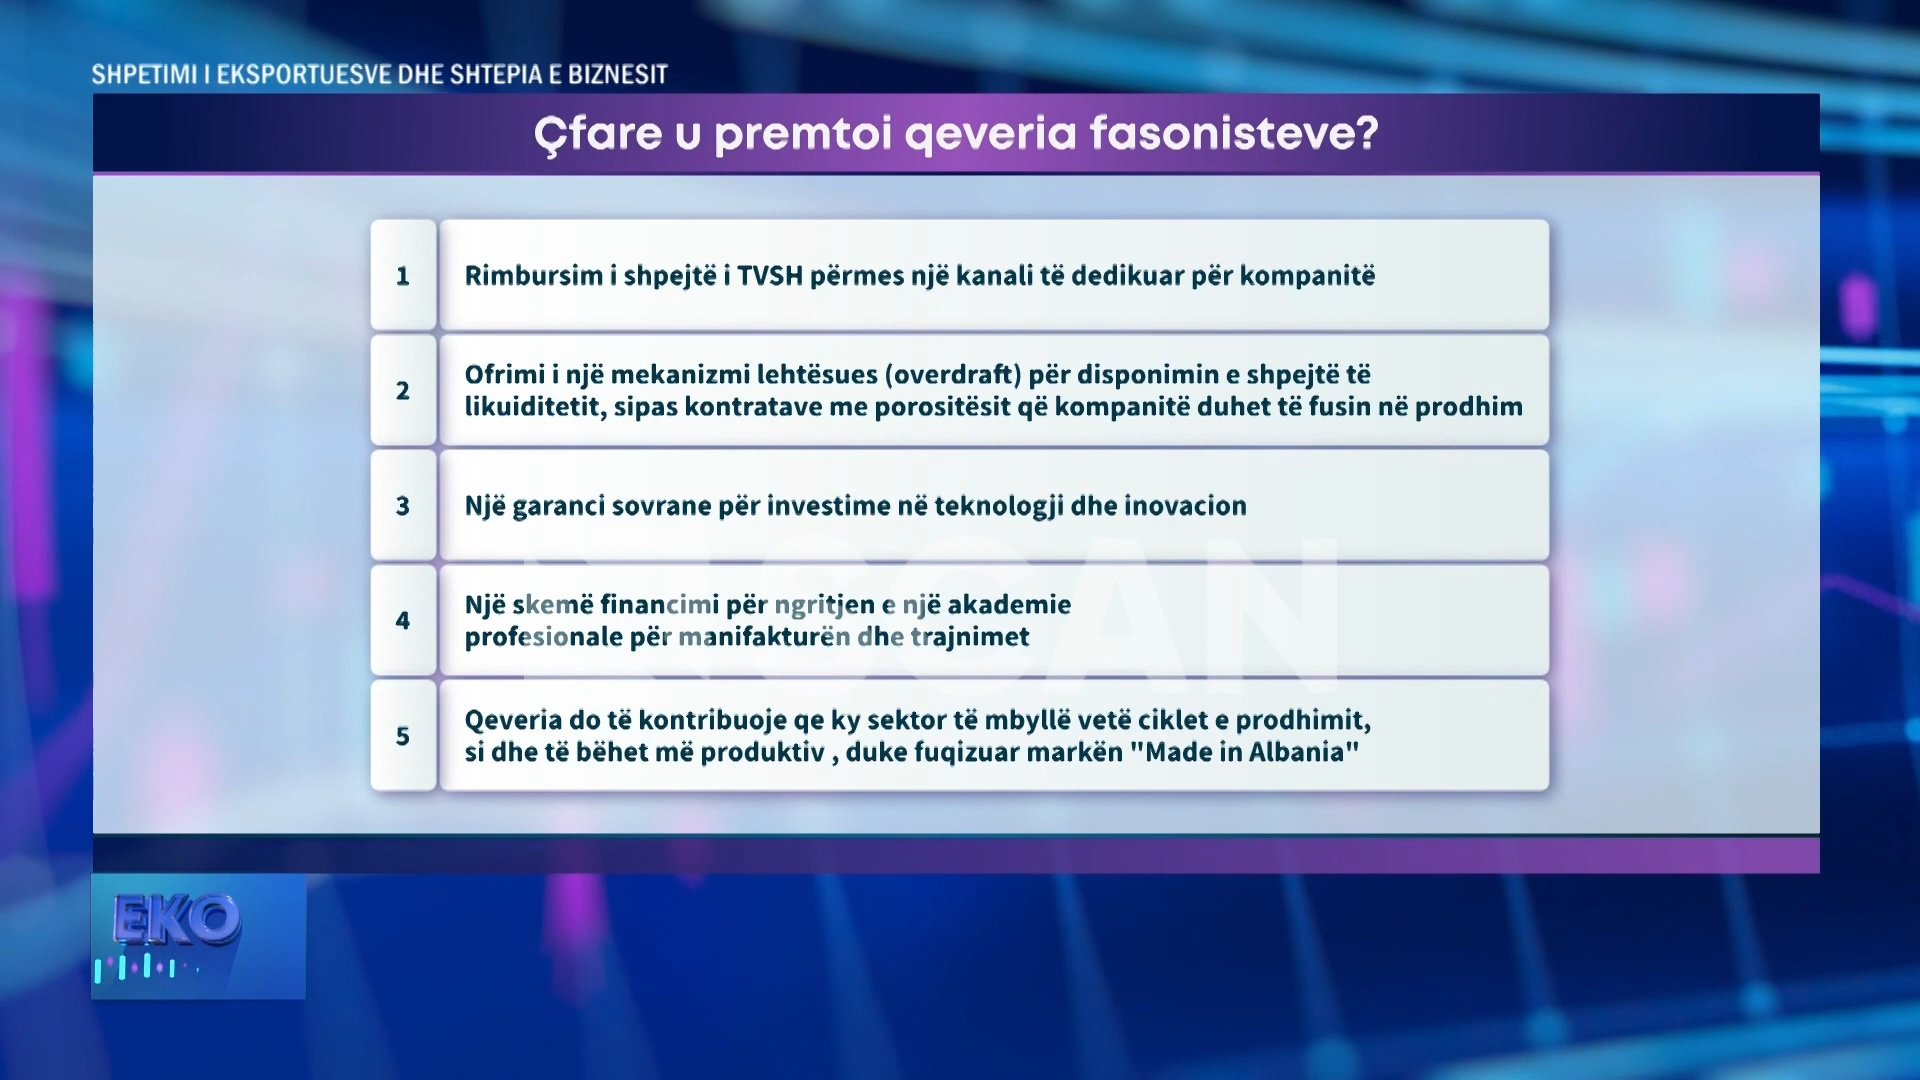 SHPETIMI I EKSPORTUESVE DHE SHTEPIA E BIZNESIT
Çfare u premtoi qeveria fasonisteve?
1
Rimbursim i shpejtë i TVSH përmes një kanali të dedikuar për kompanitë
2
Ofrimi i një mekanizmi lehtësues (overdraft) për disponimin e shpejtë të
likuiditetit, sipas kontratave me porositësit që kompanitë duhet të fusin në prodhim
3
Një garanci sovrane për investime në teknologji dhe inovacion
4
Një skemë financimi për ngritjen e një akademie
profesionale për manifakturën dhe trajnimet
5
Qeveria do të kontribuoje qe ky sektor të mbyllë vetë ciklet e prodhimit,
si dhe të bëhet më produktiv , duke fuqizuar markën "Made in Albania"
SCAN
EKO